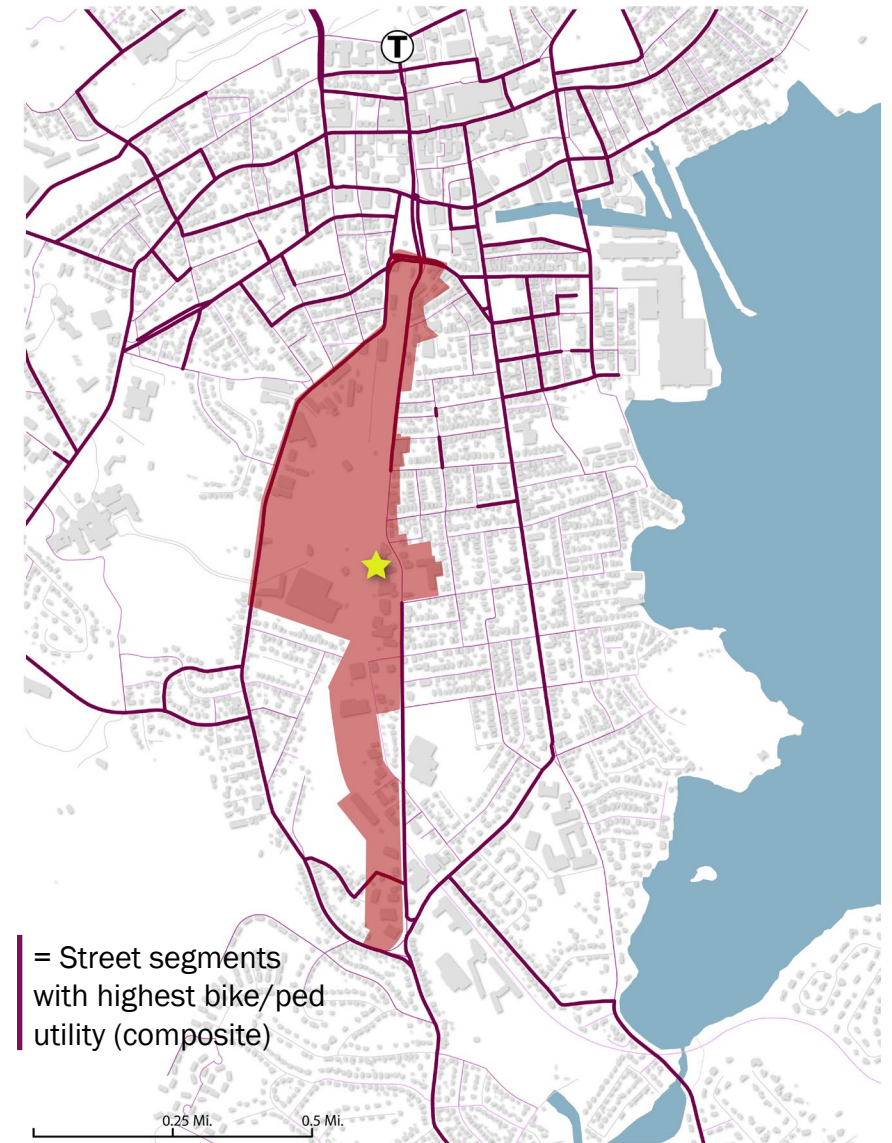 T
= Street segments
with highest bike/ped
utility (composite)
0.25 Mi.
0.5 Mi.